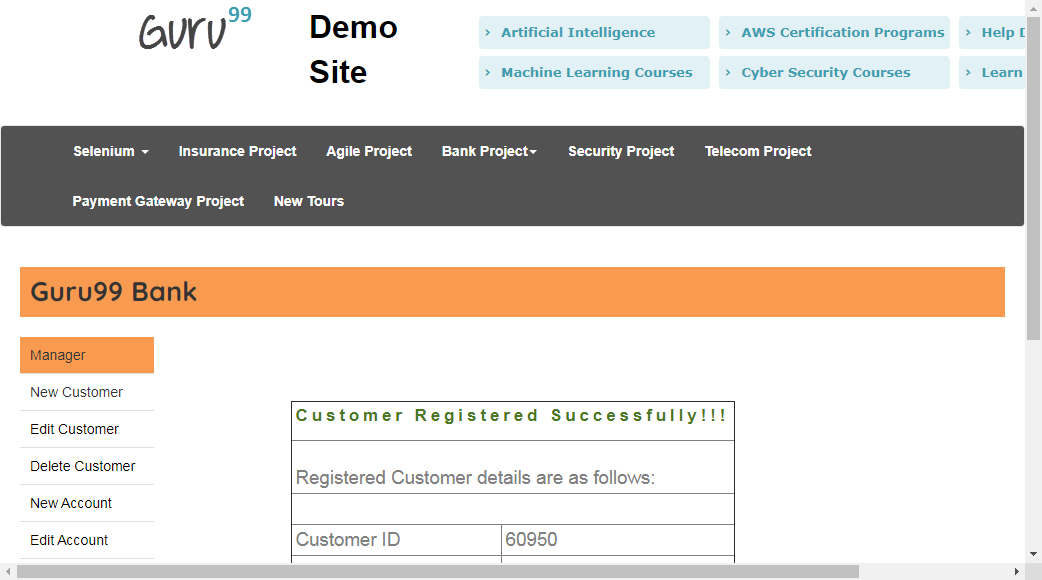 Guru99
Demo
Site
Artificial Intelligence
AWS Certification Programs
Help
Machine Learning Courses
Cyber Security Courses
Learn
Selenium
Insurance Project
Agile Project
Bank Project
Security Project
Telecom Project
Payment Gateway Project
New Tours
Guru99 Bank
Manager
New Customer
Edit Customer
Delete Customer
New Account
Edit Account
Customer Registered Successfully!!!
Registered Customer details are as follows:
Customer ID 60950